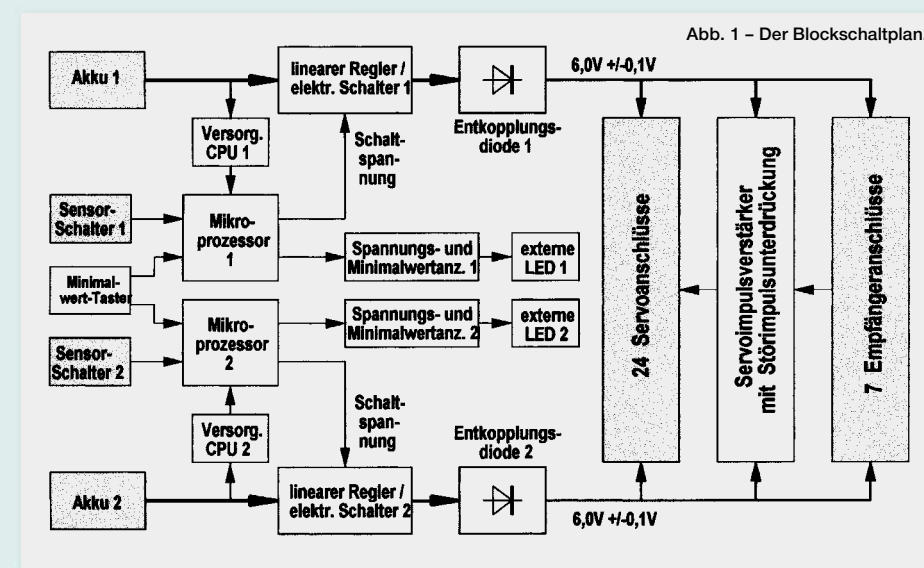 Abb. 1 – Der Blockschaltplan.
Akku 1
linearer Regler /
elektr. Schalter 1
6,0V +/-0,1V
Entkopplungs-
diode 1
Versorg.
CPU 1
Schalt-
span-
nung
Sensor-
Schalter 1
Mikro-
prozessor
1
Spannungs- und
Minimalwertanz. 1
externe
LED 1
Minimal-
wert-Taster
Mikro-
prozessor
2
Spannungs- und
Minimalwertanz. 2
externe
LED 2
Sensor-
Schalter 2
Schalt-
span-
nung
Versorg.
CPU 2
Akku 2
linearer Regler /
elektr. Schalter 2
Entkopplungs-
diode 2
6,0V +/-0,1V
24 Servoanschlüsse
Servoimpulsverstärker
mit Störimpulsunterdrückung
7 Empfängeranschlüsse